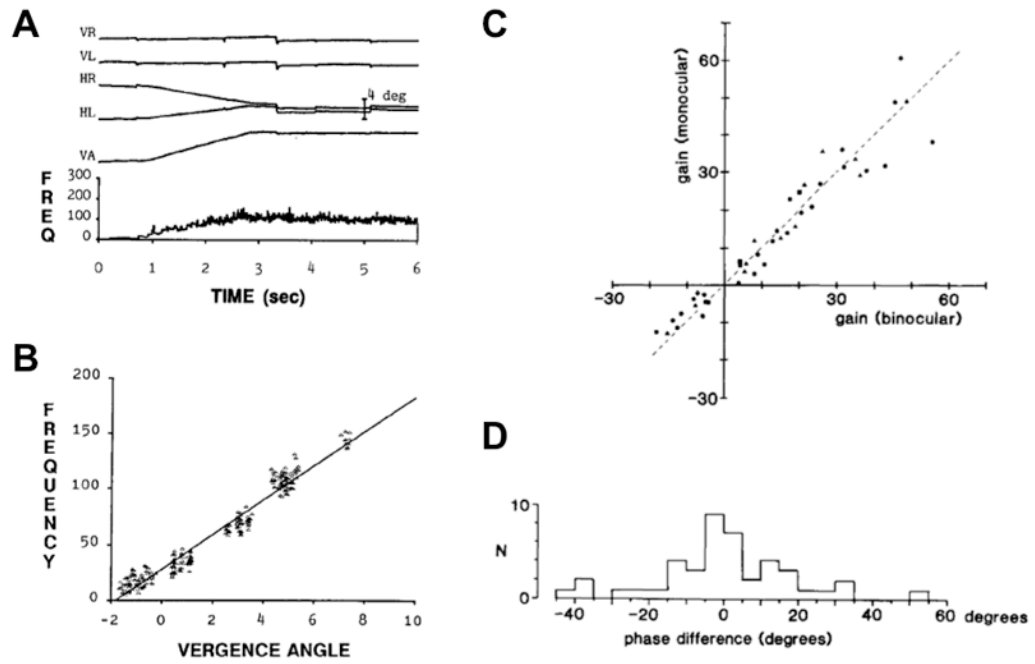 A
VR
VL
HR
4 deg
HL
VA
FREQ
300
200
100
0
0 1 2 3 4 5 6
TIME (sec)
B
FREQUENCY
200
150
100
50
0
-2 0 2 4 6 8 10
VERGENCE ANGLE
C
gain (monocular)
60
30
-30 30 60
gain (binocular)
-30
D
N
10
0
-40 -20 0 20 40 60 degrees
phase difference (degrees)